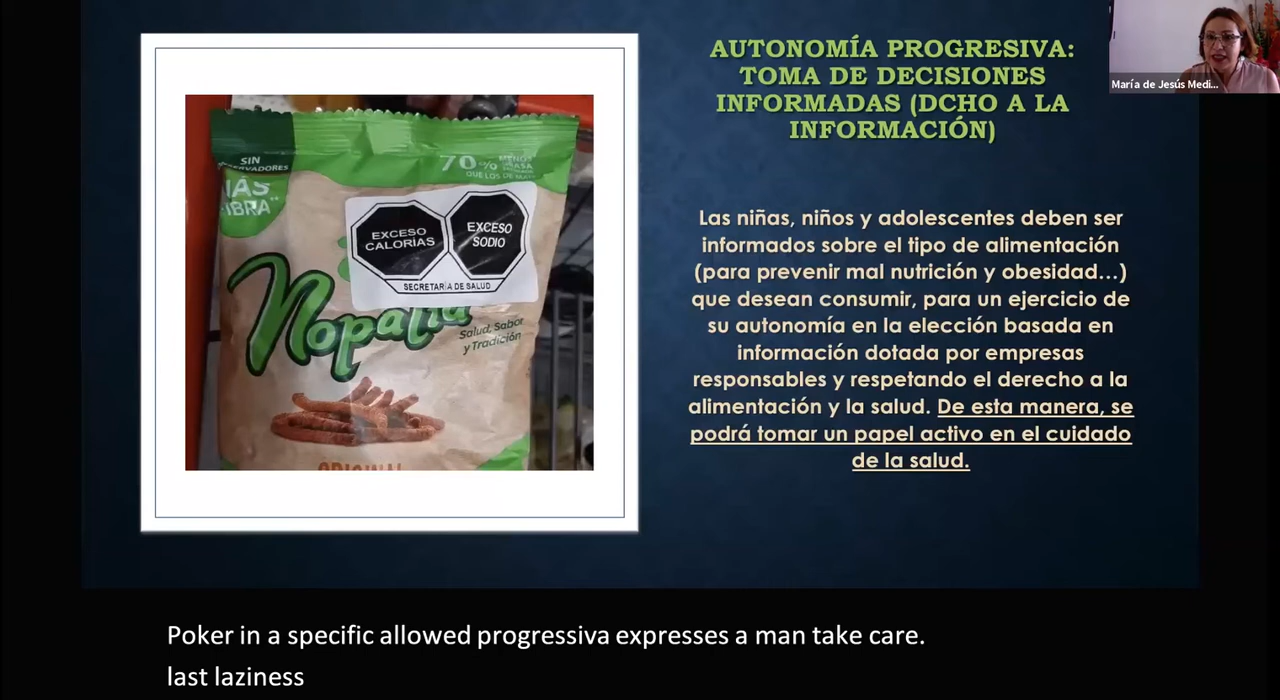 AUTONOMÍA PROGRESIVA:
TOMA DE DECISIONES
INFORMADAS (DCHO A LA
INFORMACIÓN)
María de Jesús Medi...
Las niñas, niños y adolescentes deben ser
informados sobre el tipo de alimentación
(para prevenir mal nutrición y obesidad...)
que desean consumir, para un ejercicio de
su autonomía en la elección basada en
información dotada por empresas
responsables y respetando el derecho a la
alimentación y la salud. De esta manera, se
podrá tomar un papel activo en el cuidado
de la salud.
SIN
70%
MENOS
QUE LOS DE
EXCESO
CALORÍAS
EXCESO
SODIO
SECRETARÍA DE SALUD
Salud, Sabor
y Tradición
ORIGINAL
Poker in a specific allowed progressiva expresses a man take care.
last laziness